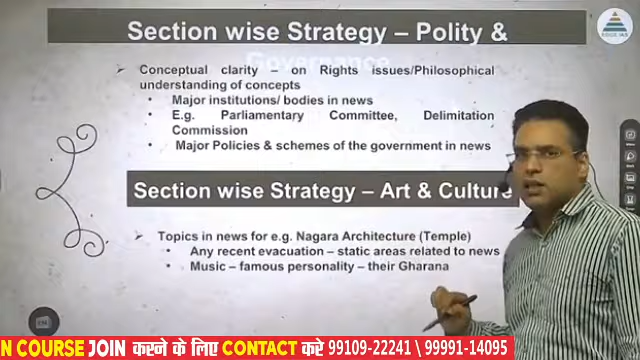 Section wise Strategy – Polity &
Governance
Conceptual clarity – on Rights issues/Philosophical
understanding of concepts
Major institutions/ bodies in news
E.g. Parliamentary Committee, Delimitation
Commission
Major Policies & schemes of the government in news
Section wise Strategy – Art & Culture
Topics in news for e.g. Nagara Architecture (Temple)
Any recent evacuation – static areas related to news
Music – famous personality – their Gharana
N COURSE JOIN करने के लिए CONTACT करे 99109-22241 \ 99991-14095